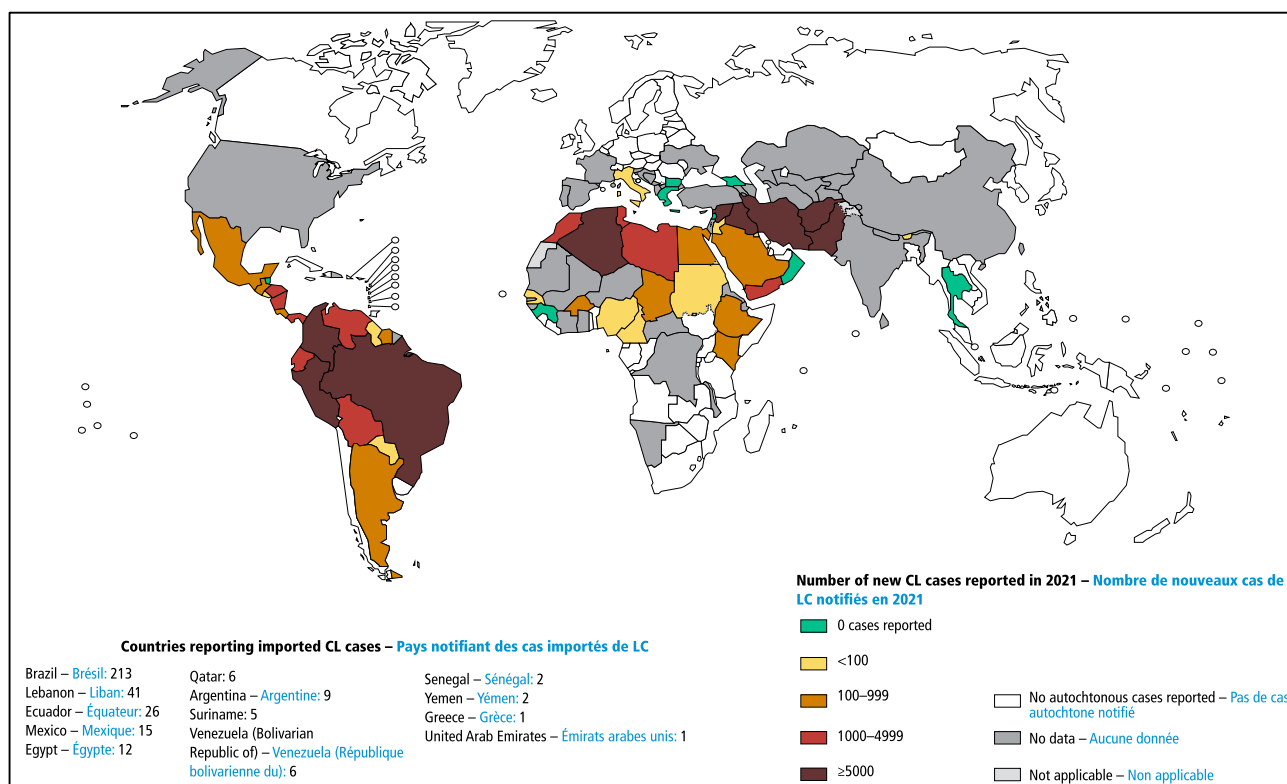 Number of new CL cases reported in 2021 – Nombre de nouveaux cas de
LC notifiés en 2021
0 cases reported
<100
100–999
1000–4999
≥5000
No autochtonous cases reported – Pas de cas
autochtone notifié
No data – Aucune donnée
Not applicable – Non applicable
Countries reporting imported CL cases – Pays notifiant des cas importés de LC
Brazil – Brésil: 213
Lebanon – Liban: 41
Ecuador – Équateur: 26
Mexico – Mexique: 15
Egypt – Égypte: 12
Qatar: 6
Argentina – Argentine: 9
Suriname: 5
Venezuela (Bolivarian
Republic of) – Venezuela (République
bolivarienne du): 6
Senegal – Sénégal: 2
Yemen – Yémen: 2
Greece – Grèce: 1
United Arab Emirates – Émirats arabes unis: 1